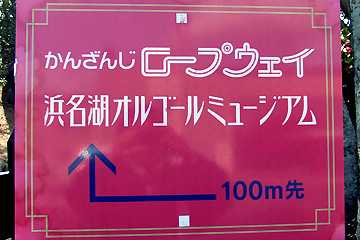 かんざんじ ロープウェイ
浜名湖オルゴールミュージアム
100m先